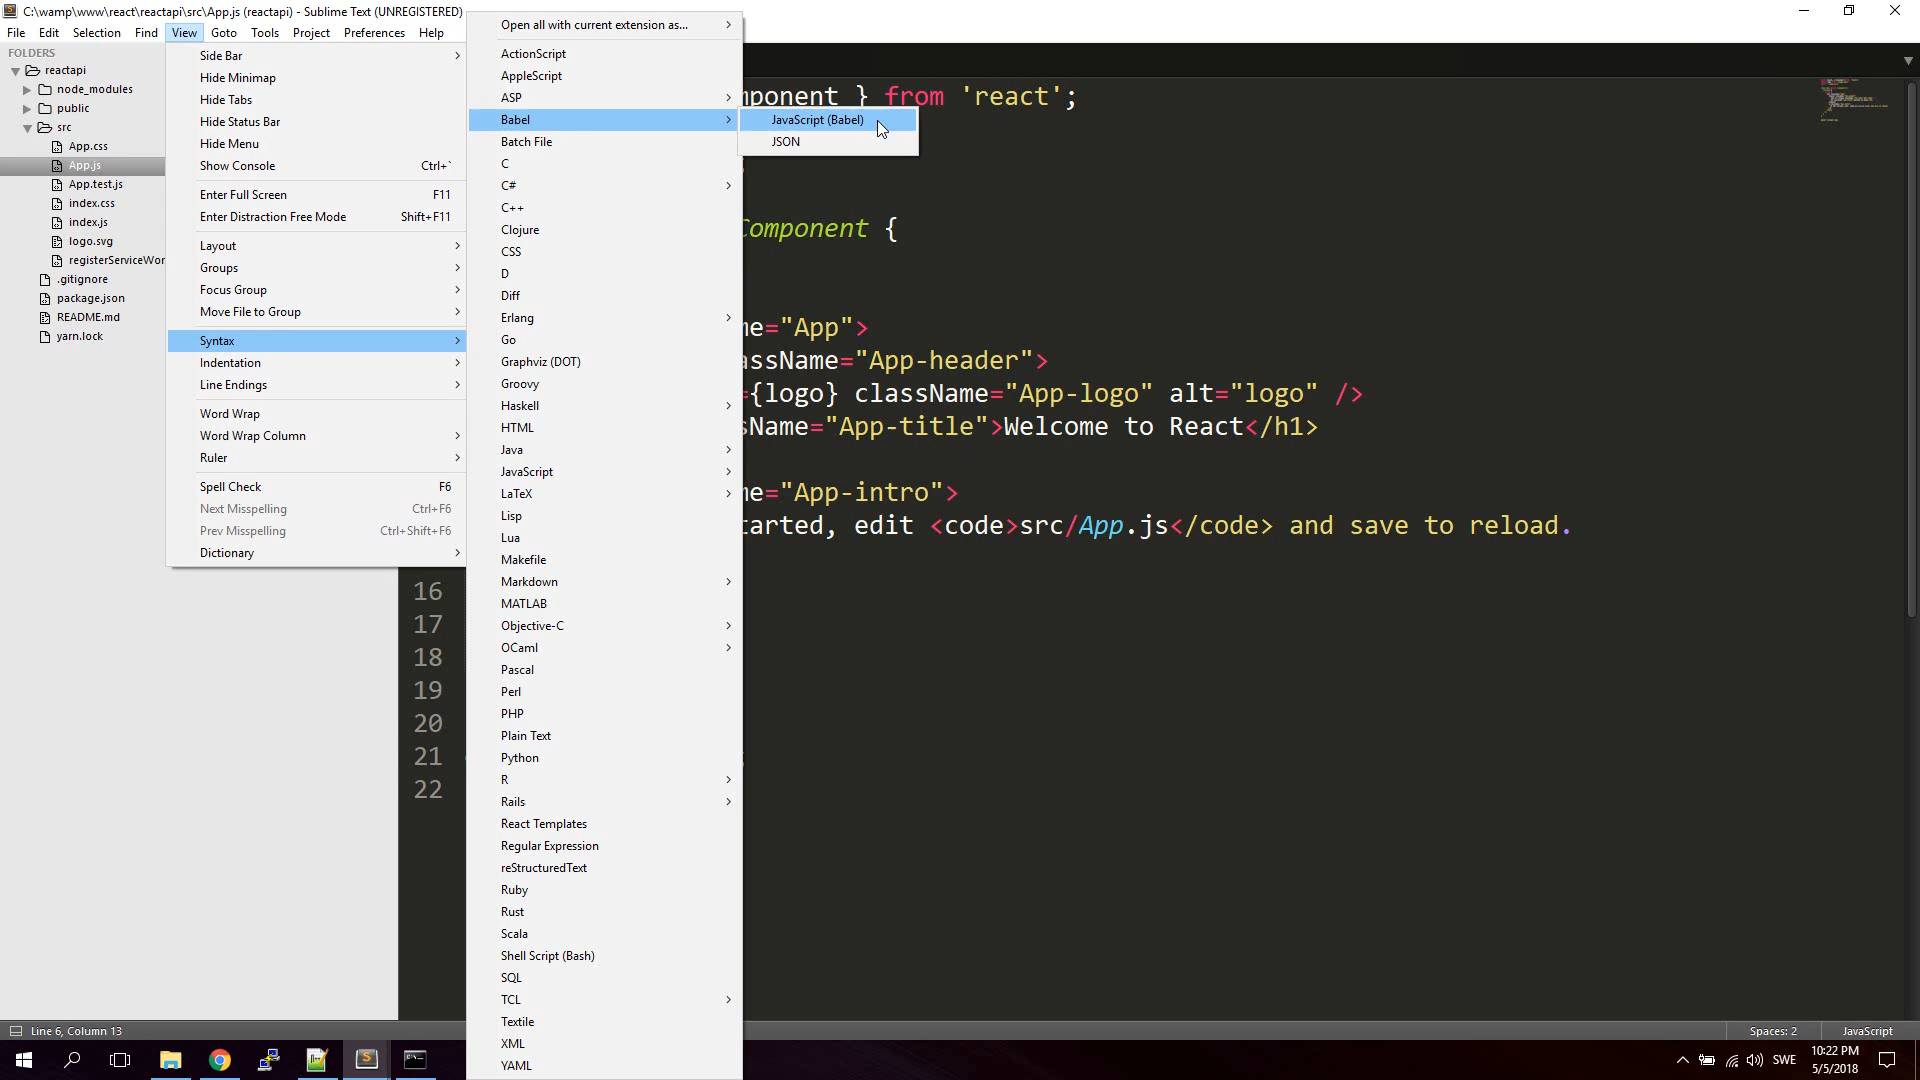 C:\wamp\www\react\reactapi\src\App.js (reactapi) - Sublime Text (UNREGISTERED)
File Edit Selection Find View Goto Tools Project Preferences Help
FOLDERS
reactapi
node_modules
public
src
App.css
App.js
App.test.js
index.css
index.js
logo.svg
registerServiceWor
.gitignore
package.json
README.md
yarn.lock
Side Bar
Hide Minimap
Hide Tabs
Hide Status Bar
Hide Menu
Show Console Ctrl+`
Enter Full Screen F11
Enter Distraction Free Mode Shift+F11
Layout
Groups
Focus Group
Move File to Group
Syntax
Indentation
Line Endings
Word Wrap
Word Wrap Column
Ruler
Spell Check F6
Next Misspelling Ctrl+F6
Prev Misspelling Ctrl+Shift+F6
Dictionary
Open all with current extension as...
ActionScript
AppleScript
ASP
Babel
Batch File
C
C#
C++
Clojure
CSS
D
Diff
Erlang
Go
Graphviz (DOT)
Groovy
Haskell
HTML
Java
JavaScript
LaTeX
Lisp
Lua
Makefile
Markdown
MATLAB
Objective-C
OCaml
Pascal
Perl
PHP
Plain Text
Python
R
Rails
React Templates
Regular Expression
reStructuredText
Ruby
Rust
Scala
Shell Script (Bash)
SQL
TCL
Textile
XML
YAML
JavaScript (Babel)
JSON
mponent } from 'react';
Component {
me="App">
assName="App-header">
={logo} className="App-logo" alt="logo" />
sName="App-title">Welcome to React</h1>
me="App-intro">
tarted, edit <code>src/App.js</code> and save to reload.
16
17
18
19
20
21
22
Line 6, Column 13
Spaces: 2
JavaScript
SWE
10:22 PM
5/5/2018